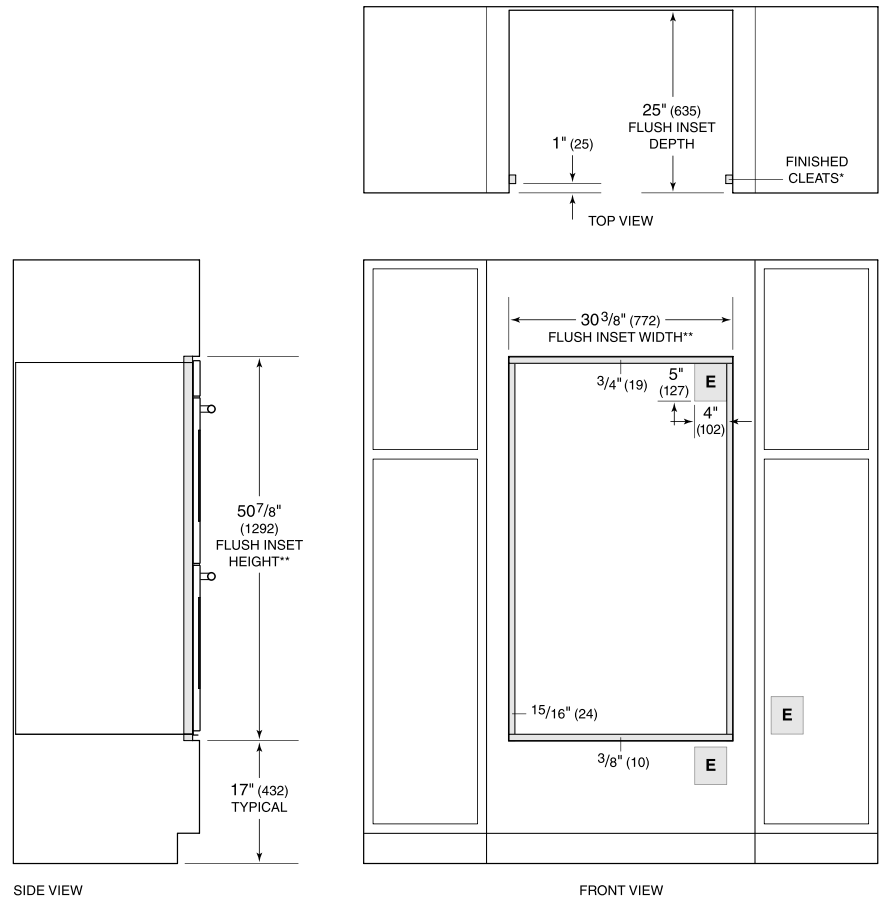 25" (635)
FLUSH INSET
DEPTH
1" (25)
FINISHED
CLEATS*
TOP VIEW
30 3/8" (772)
FLUSH INSET WIDTH**
3/4" (19)
5"
(127)
E
4"
(102)
50 7/8"
(1292)
FLUSH INSET
HEIGHT**
15/16" (24)
E
3/8" (10)
E
17" (432)
TYPICAL
SIDE VIEW
FRONT VIEW